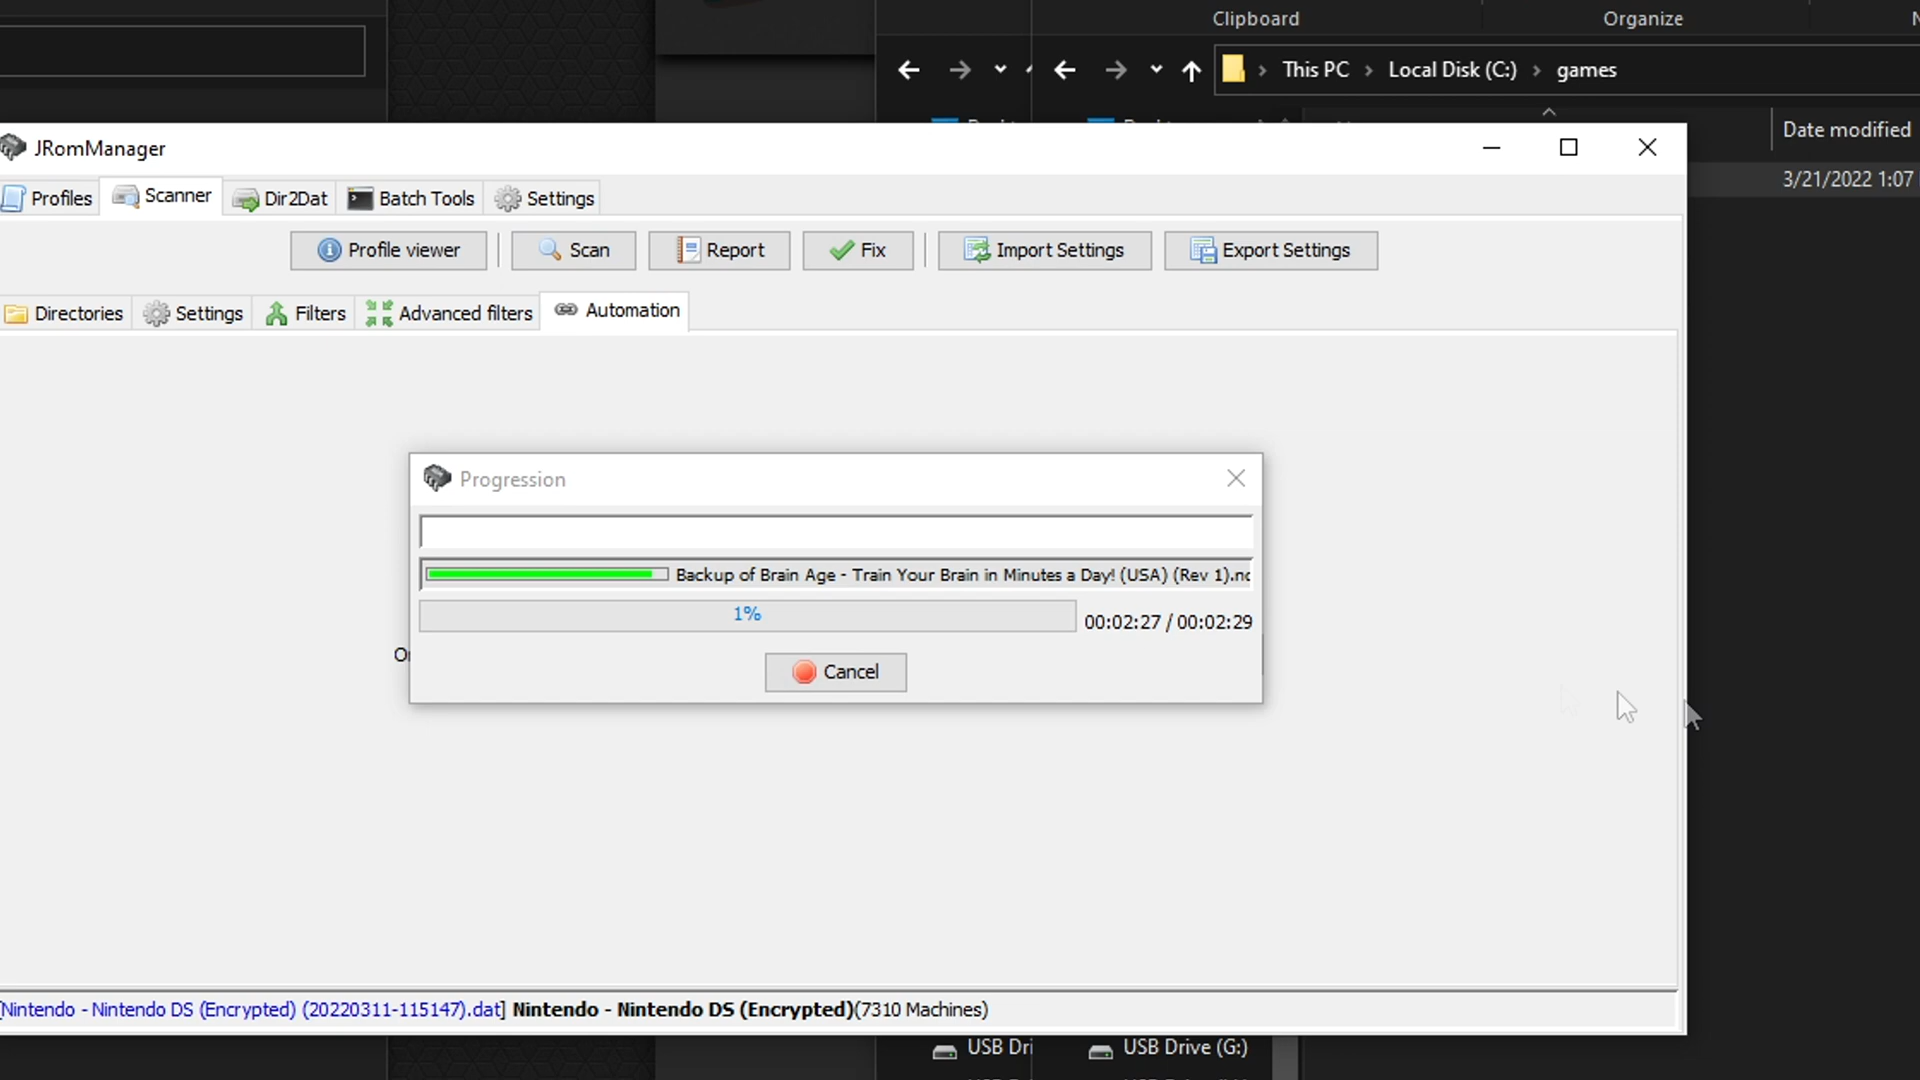 Clipboard
Organize
This PC > Local Disk (C:) > games
Date modified
3/21/2022 1:07
JRomManager
Profiles
Scanner
Dir2Dat
Batch Tools
Settings
Profile viewer
Scan
Report
Fix
Import Settings
Export Settings
Directories
Settings
Filters
Advanced filters
Automation
Progression
Backup of Brain Age - Train Your Brain in Minutes a Day! (USA) (Rev 1).
1%
00:02:27 / 00:02:29
Cancel
[Nintendo - Nintendo DS (Encrypted) (20220311-115147).dat] Nintendo - Nintendo DS (Encrypted)(7310 Machines)
USB Dri
USB Drive (G:)